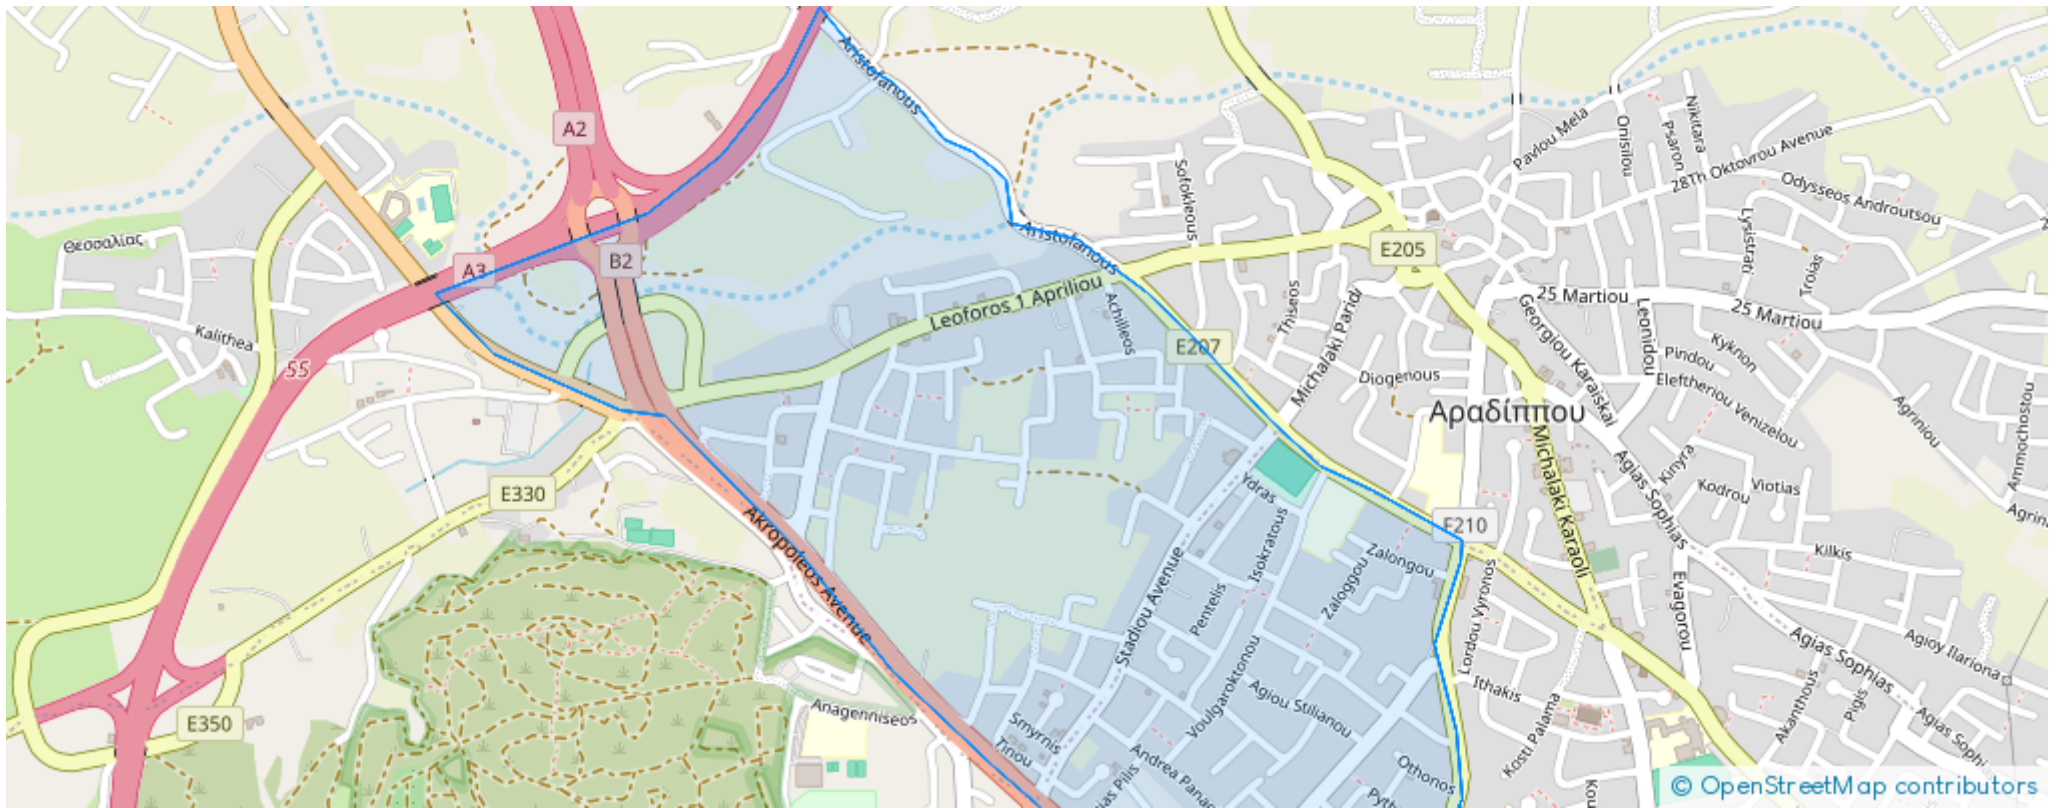 Aristofanous
A2
Pavlou Mela
Onisilou
Nikitara
Psaron
28Th Oktovrou Avenue
Odysseos Androutsou
Sofokleous
Lysistrati
Troias
Θεσσαλίας
A3
B2
Aristofanous
E205
Leoforos 1 Apriliou
Achilleos
Thiseos
Michalaki Paridi
25 Martiou
25 Martiou
Georgiou Karaiskaki
Leonidou
Kalithea
55
E207
Diogenous
Pindou
Kyknon
Eleftheriou Venizelou
Αραδίππου
Agriniou
Ammochostou
Michalaki Karaoli
Agias Sophias
Kinyra
Kodrou
Viotias
E330
Ydras
Isokratous
E210
Akropoleos Avenue
Stadiou Avenue
Zalongou
Zaloggou
Kilkis
Pentelis
Lordou Vyronos
Evagorou
Voulgaroktonou
Agias Sophias
Agioy Ilariona
Ithakis
Agiou Stilianou
Akanthous
Pigis
E350
Anagenniseos
Smyrnis
Tinou
Kosti Palama
Othonos
© OpenStreetMap contributors